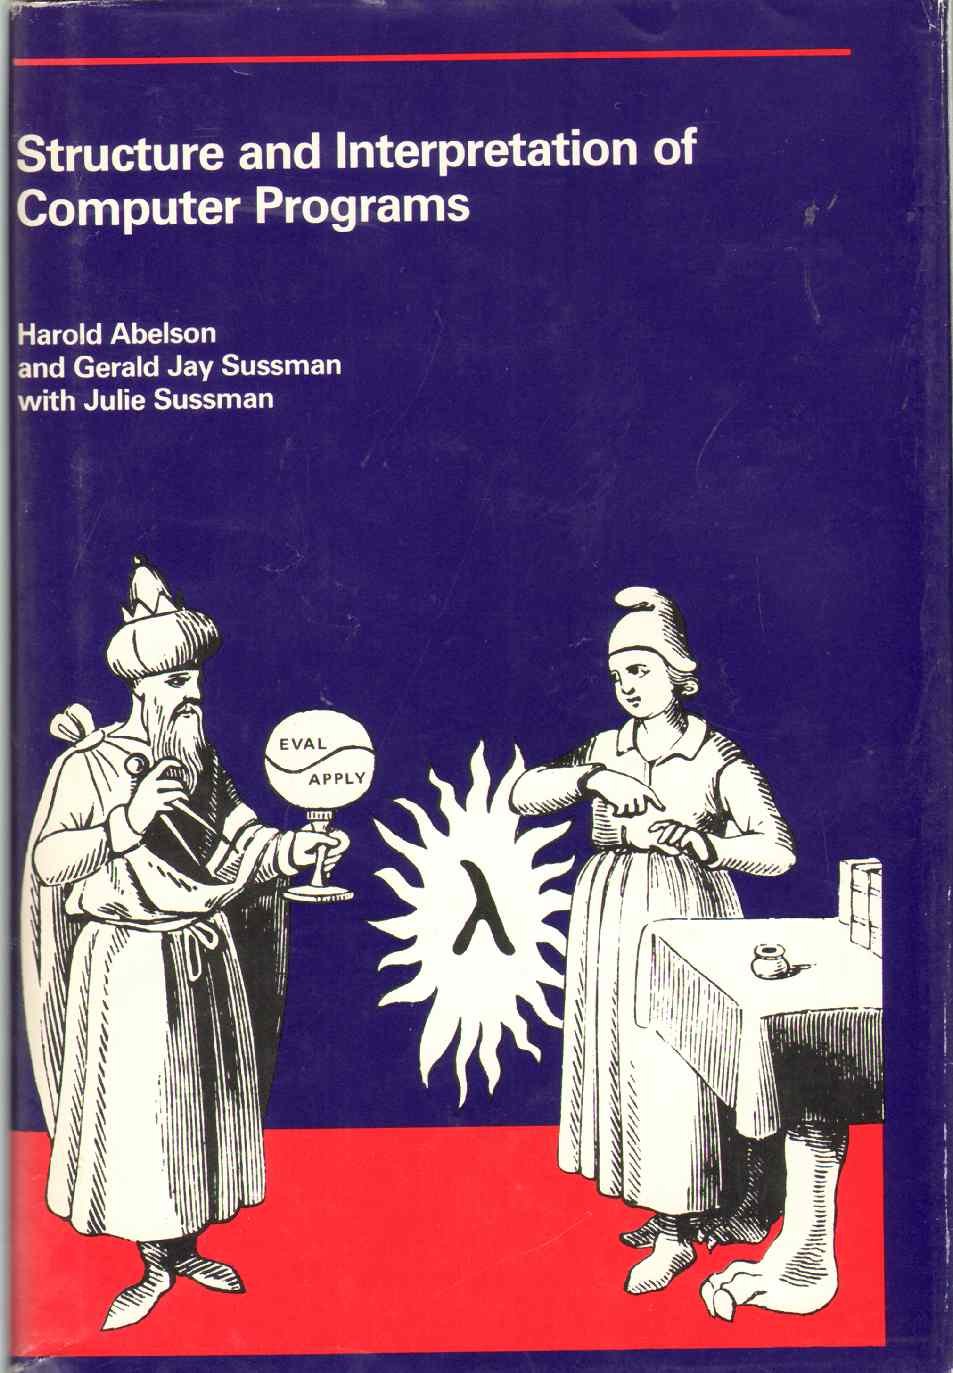 Structure and Interpretation of
Computer Programs
Harold Abelson
and Gerald Jay Sussman
with Julie Sussman
EVAL
APPLY
λ